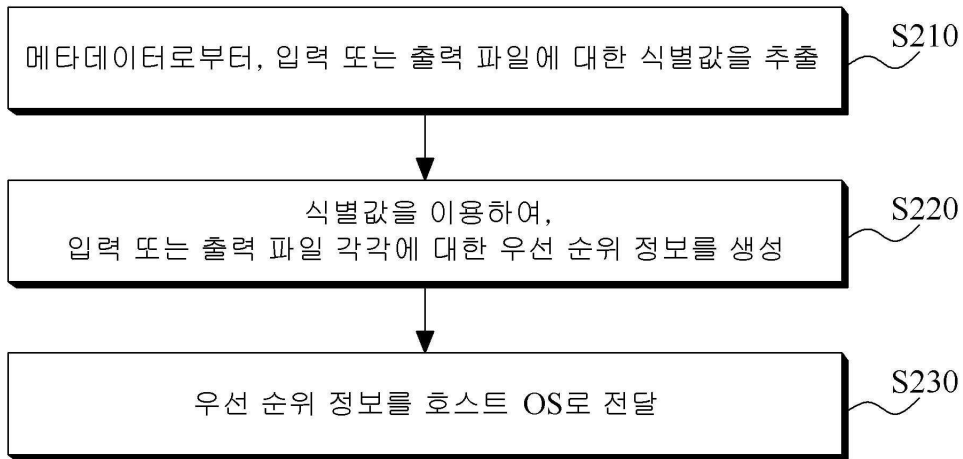 메타데이터로부터, 입력 또는 출력 파일에 대한 식별값을 추출
S210
식별값을 이용하여,
입력 또는 출력 파일 각각에 대한 우선 순위 정보를 생성
S220
우선 순위 정보를 호스트 OS로 전달
S230